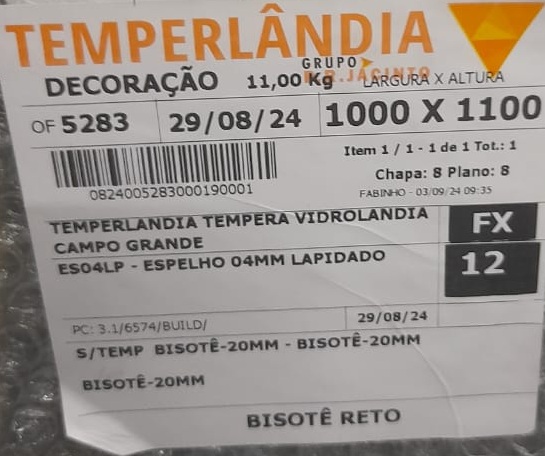 TEMPERLÂNDIA
GRUPO
DECORAÇÃO 11,00 Kg LARGURA X ALTURA
OF 5283 29/08/24 1000 X 1100
Item 1 / 1 - 1 de 1 Tot.: 1
Chapa: 8 Plano: 8
0824005283000190001
FABINHO - 03/09/24 09:35
TEMPERLANDIA TEMPERA VIDROLANDIA FX
CAMPO GRANDE
ES04LP - ESPELHO 04MM LAPIDADO 12
PC: 3.1/6574/BUILD/ 29/08/24
S/TEMP BISOTÊ-20MM - BISOTÊ-20MM
BISOTÊ-20MM
BISOTÊ RETO